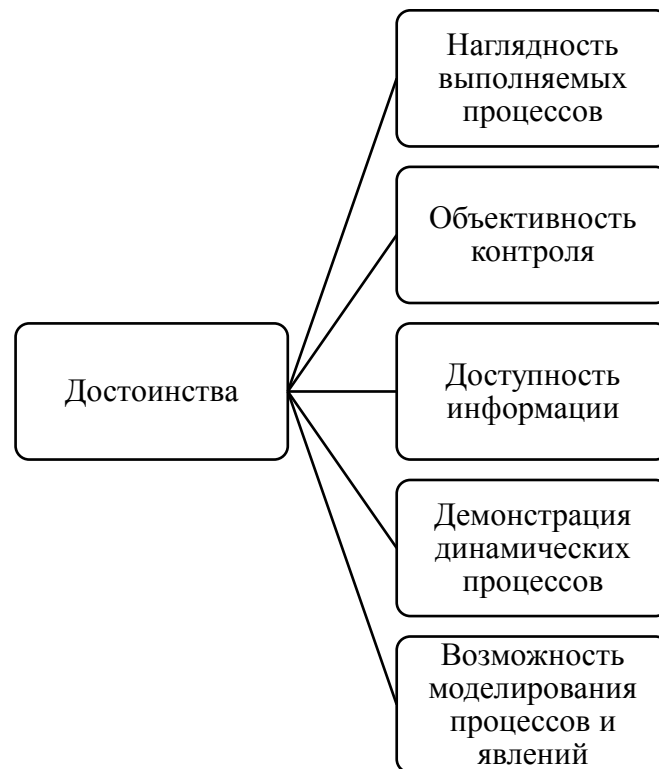 Наглядность
выполняемых
процессов
Объективность
контроля
Достоинства
Доступность
информации
Демонстрация
динамических
процессов
Возможность
моделирования
процессов и
явлений